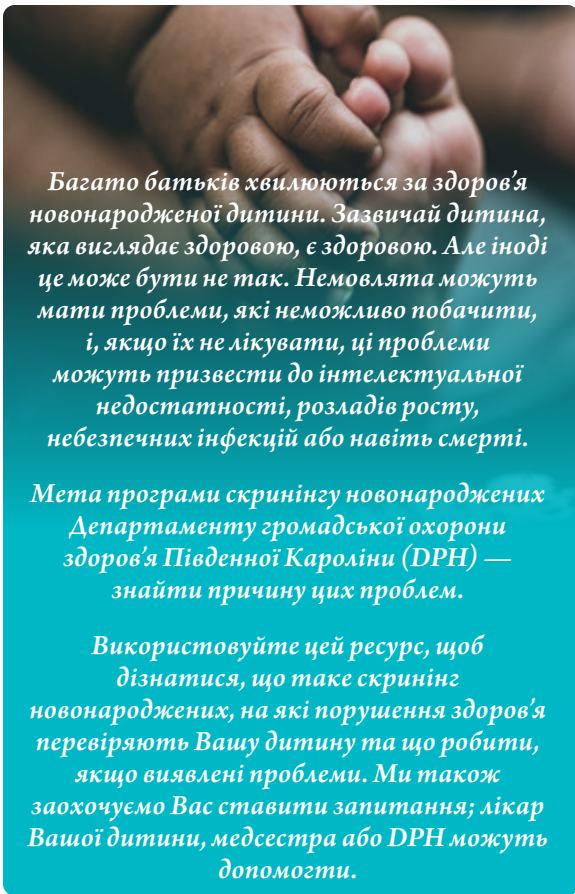 Багато батьків хвилюються за здоров’я
новонародженої дитини. Зазвичай дитина,
яка виглядає здоровою, є здоровою. Але іноді
це може бути не так. Немовлята можуть
мати проблеми, які неможливо побачити,
і, якщо їх не лікувати, ці проблеми
можуть призвести до інтелектуальної
недостатності, розладів росту,
небезпечних інфекцій або навіть смерті.
Мета програми скринінгу новонароджених
Департаменту громадської охорони
здоров’я Південної Кароліни (DPH) —
знайти причину цих проблем.
Використовуйте цей ресурс, щоб
дізнатися, що таке скринінг
новонароджених, на які порушення здоров’я
перевіряють Вашу дитину та що робити,
якщо виявлені проблеми. Ми також
заохочуємо Вас ставити запитання; лікар
Вашої дитини, медсестра або DPH можуть
допомогти.